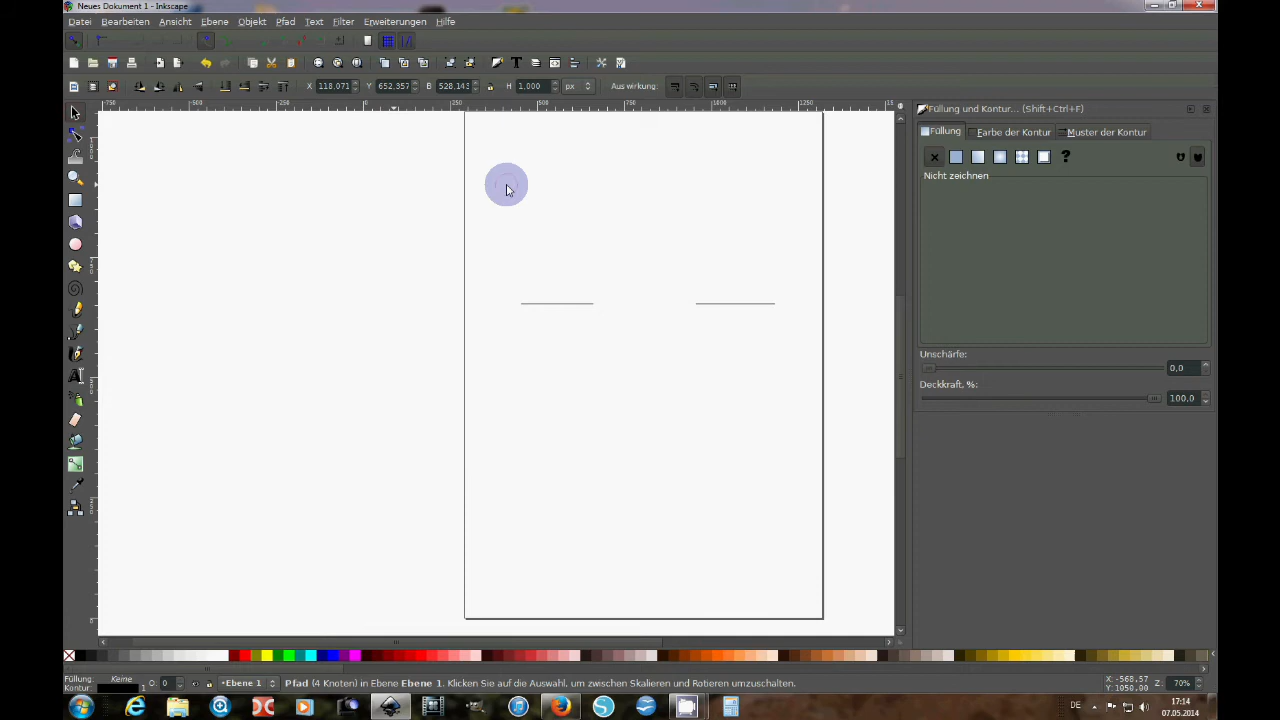 Neues Dokument 1 - Inkscape
Datei Bearbeiten Ansicht Ebene Objekt Pfad Text Filter Erweiterungen Hilfe
X 118,071 Y 652,357 B 528,143 H 1,000 px Aus wirkung:
Füllung und Kontur... (Shift+Ctrl+F)
Füllung Farbe der Kontur Muster der Kontur
Nicht zeichnen
Unschärfe:
0,0
Deckkraft, %:
100,0
Füllung: Keine
Kontur: 1 O: 0 •Ebene 1 Pfad (4 Knoten) in Ebene Ebene 1. Klicken Sie auf die Auswahl, um zwischen Skalieren und Rotieren umzuschalten.
X: -568,57
Y: 1050,00
Z: 70%
DE 17:14
07.05.2014